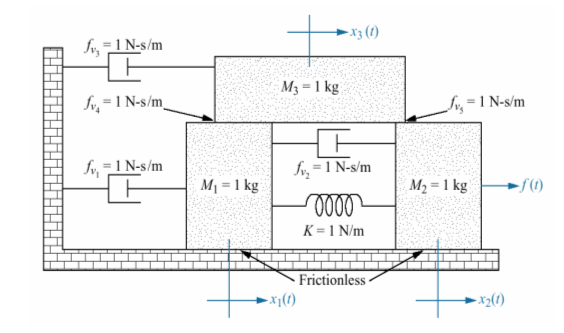 x₃(t)
fᵥ₃ = 1 N-s/m
M₃ = 1 kg
fᵥ₄ = 1 N-s/m
fᵥ₅ = 1 N-s/m
fᵥ₁ = 1 N-s/m
fᵥ₂ = 1 N-s/m
M₁ = 1 kg
M₂ = 1 kg
f(t)
K = 1 N/m
Frictionless
x₁(t)
x₂(t)